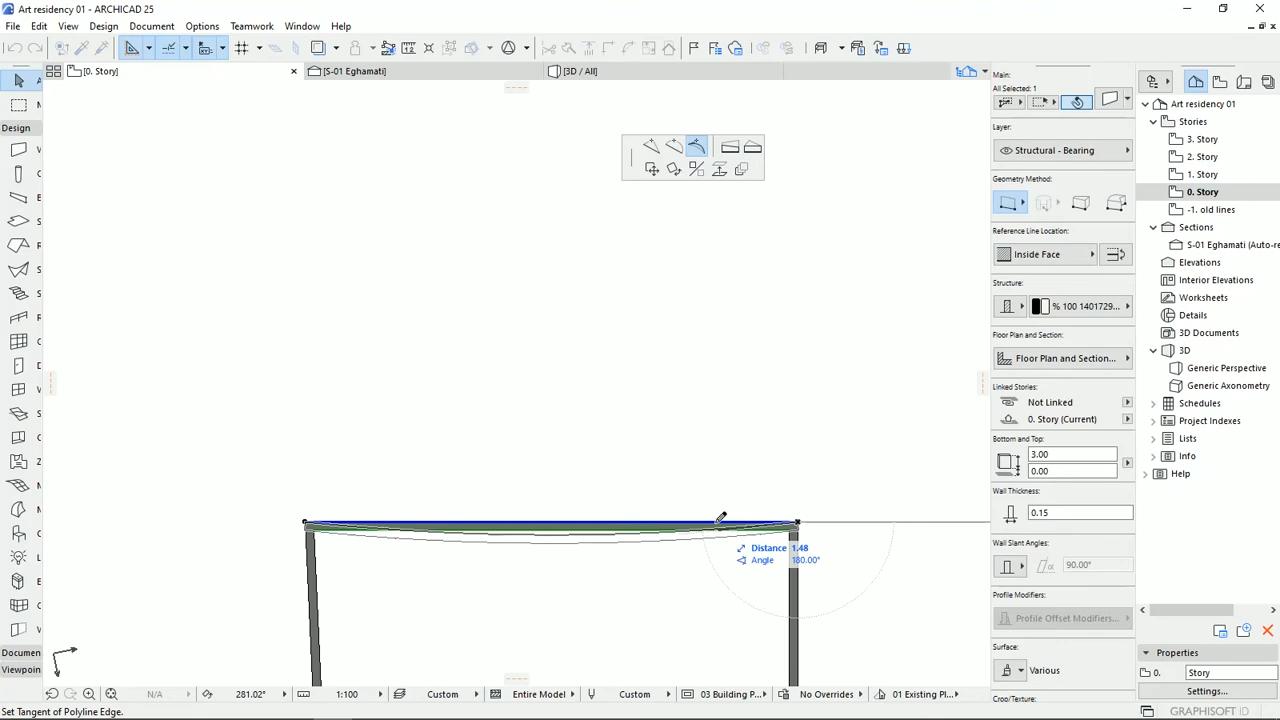 Art residency 01 - ARCHICAD 25
File Edit View Design Document Options Teamwork Window Help
[0. Story]
[S-01 Eghamati]
[3D / All]
Main:
All Selected: 1
Layer:
Structural - Bearing
Geometry Method:
Reference Line Location:
Inside Face
Structure:
% 100 1401729...
Floor Plan and Section:
Floor Plan and Section...
Linked Stories:
Not Linked
0. Story (Current)
Bottom and Top:
3.00
0.00
Wall Thickness:
0.15
Wall Slant Angles:
90.00°
Profile Modifiers:
Profile Offset Modifiers...
Surface:
Various
Crop/Texture:
Art residency 01
Stories
3. Story
2. Story
1. Story
0. Story
-1. old lines
Sections
S-01 Eghamati (Auto-re
Elevations
Interior Elevations
Worksheets
Details
3D Documents
3D
Generic Perspective
Generic Axonometry
Schedules
Project Indexes
Lists
Info
Help
Properties
0.
Story
Settings...
GRAPHISOFT ID
Design
Documen
Viewpoin
Distance 1.48
Angle 180.00°
N/A
281.02°
1:100
Custom
Entire Model
Custom
03 Building P...
No Overrides
01 Existing Pl...
Set Tangent of Polyline Edge.